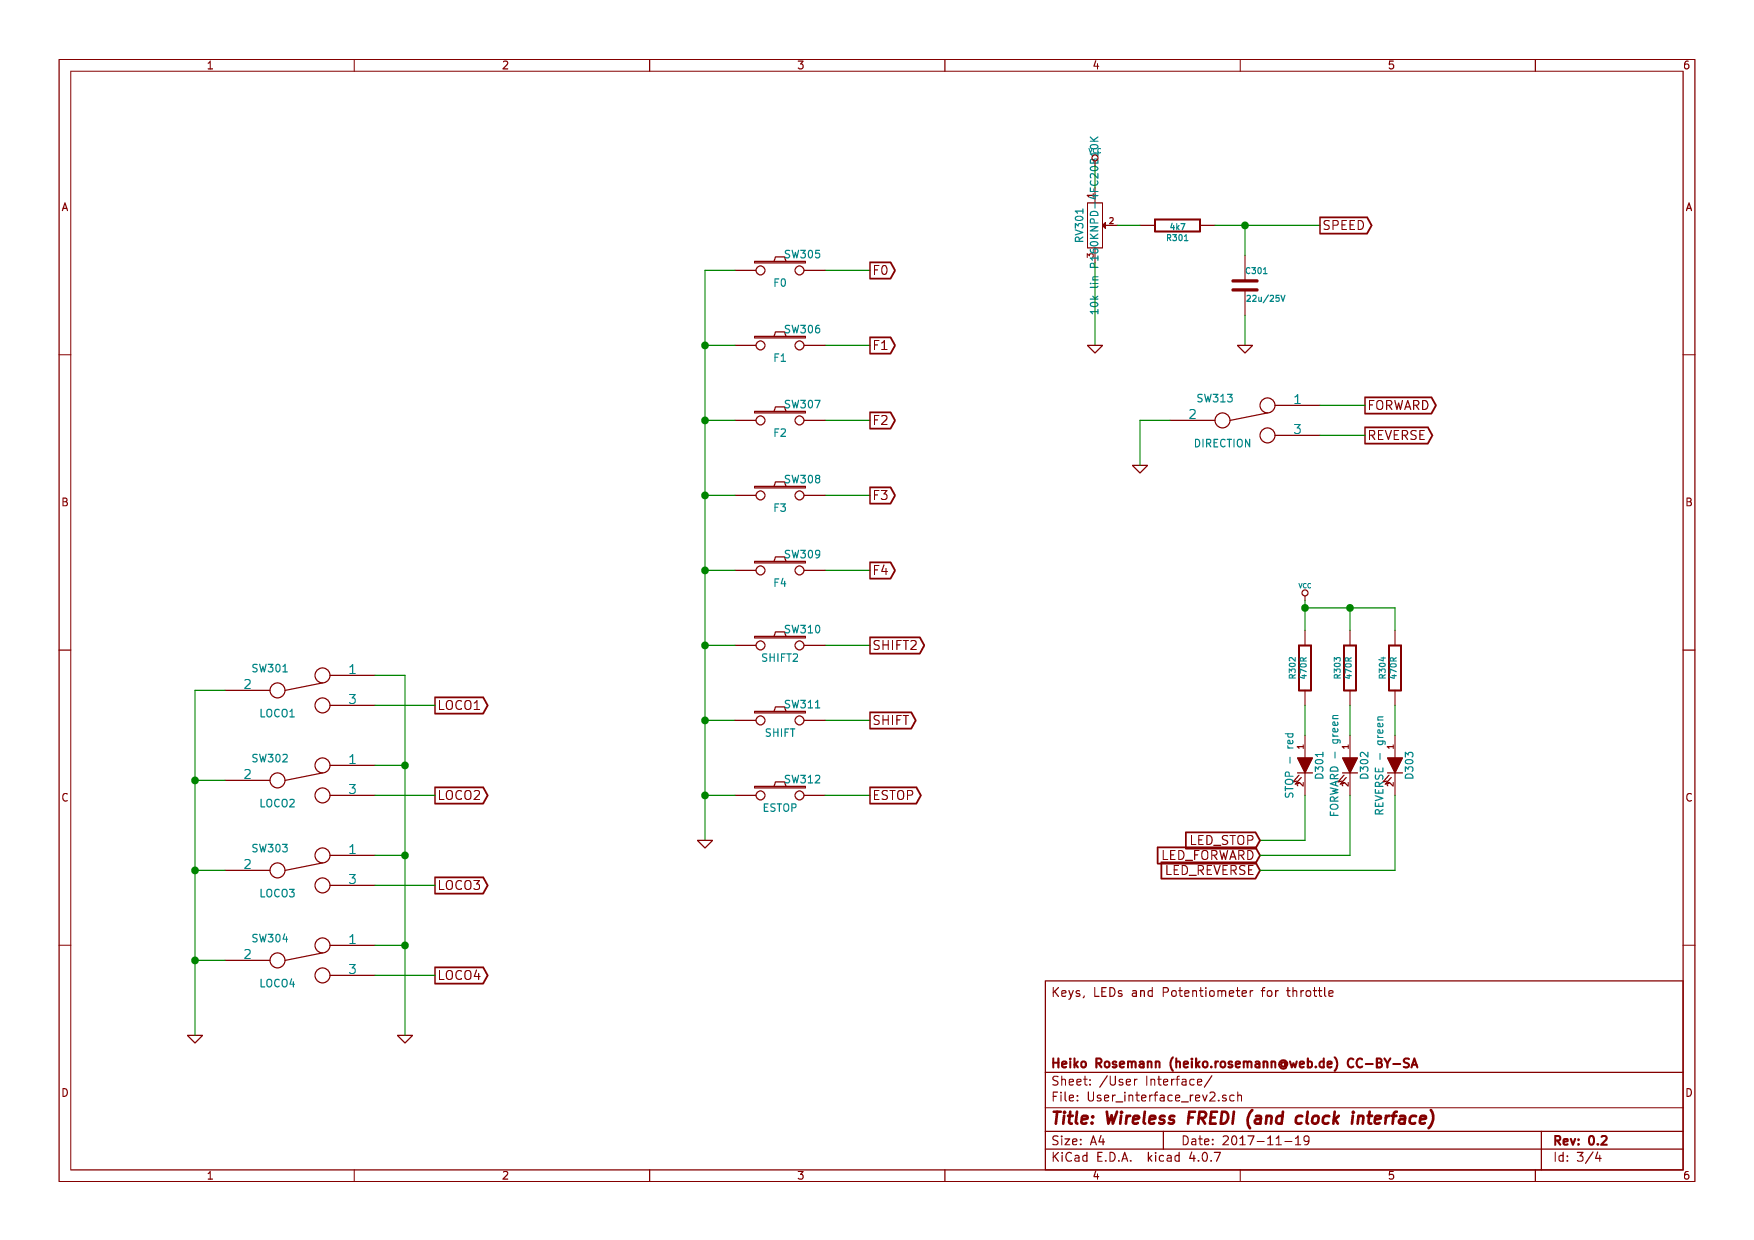 1 2 3 4 5 6
A A
B B
C C
D D
10k lin P160KNPD-4FC20B10K
RV301
1
2
3
4k7
R301
SPEED
C301
22u/25V
SW305
F0
F0
SW306
F1
F1
SW307
F2
F2
SW308
F3
F3
SW309
F4
F4
SW310
SHIFT2
SHIFT2
SW311
SHIFT
SHIFT
SW312
ESTOP
ESTOP
SW313
2
1
3
DIRECTION
FORWARD
REVERSE
SW301
2
1
3
LOCO1
LOCO1
SW302
2
1
3
LOCO2
LOCO2
SW303
2
1
3
LOCO3
LOCO3
SW304
2
1
3
LOCO4
LOCO4
VCC
R302
470R
R303
470R
R304
470R
STOP - red
1
2
D301
FORWARD - green
1
2
D302
REVERSE - green
1
2
D303
LED_STOP
LED_FORWARD
LED_REVERSE
Keys, LEDs and Potentiometer for throttle
Heiko Rosemann (heiko.rosemann@web.de) CC-BY-SA
Sheet: /User Interface/
File: User_interface_rev2.sch
Title: Wireless FREDI (and clock interface)
Size: A4 Date: 2017-11-19 Rev: 0.2
KiCad E.D.A. kicad 4.0.7 Id: 3/4
1 2 3 4 5 6